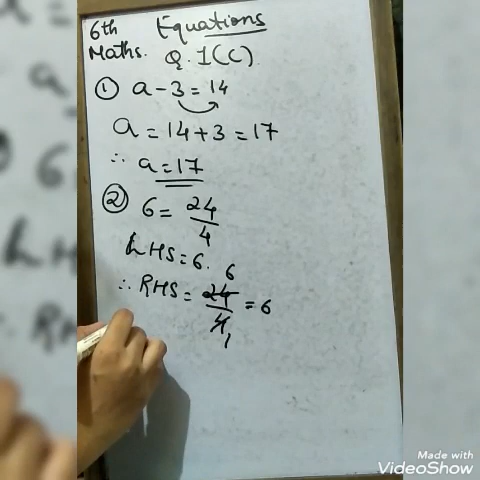 6th Equations
Maths. Q.1(C)
① a - 3 = 14
a = 14 + 3 = 17
∴ a = 17
② 6 = 24/4
LHS = 6.
6
∴ RHS = 24/4 = 6
1
Made with
VideoShow